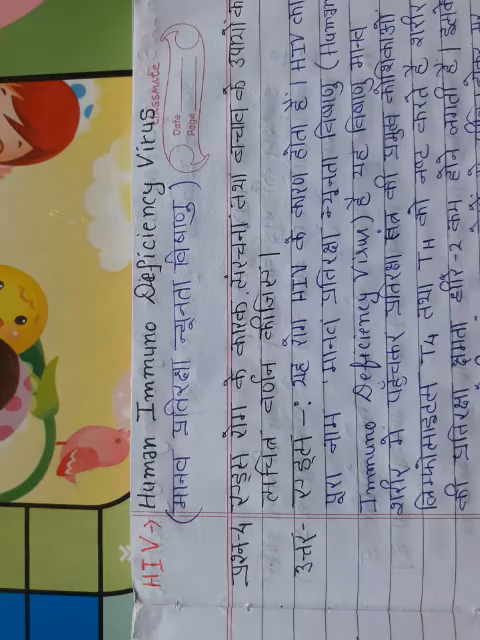 classmate
Date
Page
HIV → Human Immuno Deficiency Virus
(मानव प्रतिरक्षा न्यूनता विषाणु)
प्रश्न-4 एड्स रोग के कारक, संरचना तथा बचाव के उपायों का
सचित्र वर्णन कीजिए।
उत्तर- एड्स -: यह रोग HIV के कारण होता है। HIV का
पूरा नाम 'मानव प्रतिरक्षा न्यूनता विषाणु (Human
Immuno Deficiency Virus) है यह विषाणु मानव
शरीर में पहुँचकर प्रतिरक्षा तंत्र की प्रमुख कोशिकाओं
लिम्फोसाइट्स T4 तथा TH को नष्ट करते है शरीर
की प्रतिरक्षा क्षमता धीरे-2 कम होने लगती है। इसके